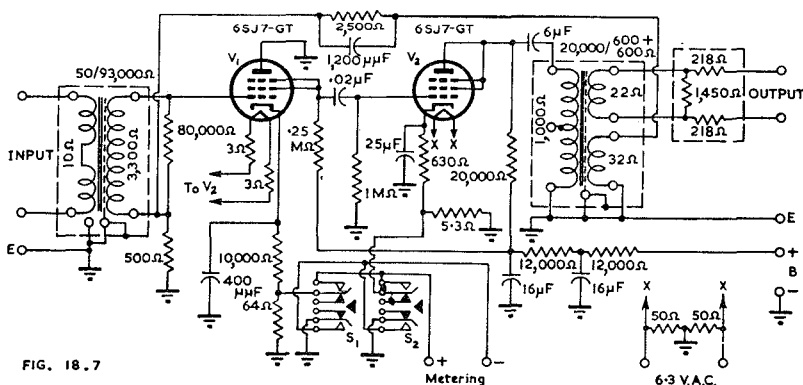 6SJ7-GT
2,500Ω
1,200μμF
6SJ7-GT
6μF
20,000/600+
600Ω
50/93,000Ω
V₁
·02μF
V₂
218Ω
22Ω
1,450Ω
OUTPUT
218Ω
INPUT
10Ω
3,300Ω
80,000Ω
3Ω
3Ω
To V₂
·25
MΩ
25μF
X
X
630Ω
20,000Ω
1,000Ω
32Ω
1MΩ
5·3Ω
E
E
500Ω
10,000Ω
400
μμF
64Ω
S₁
S₂
12,000Ω
12,000Ω
16μF
16μF
+
B
-
X
X
50Ω
50Ω
+
-
Metering
6·3 V.A.C.
FIG. 18.7